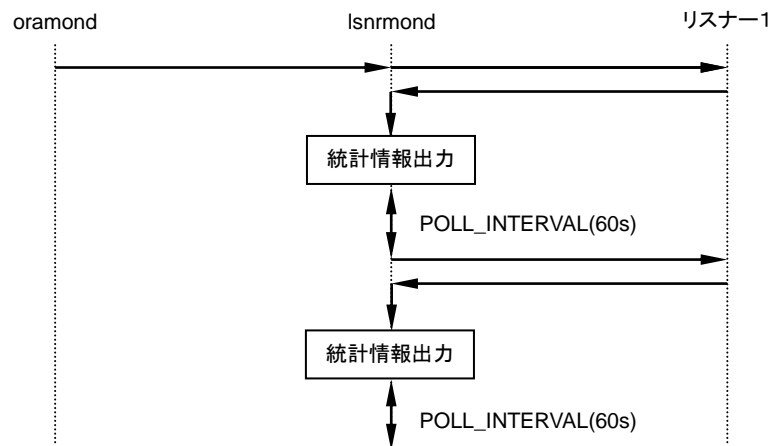 oramond
lsnrmond
リスナー1
統計情報出力
POLL_INTERVAL(60s)
統計情報出力
POLL_INTERVAL(60s)